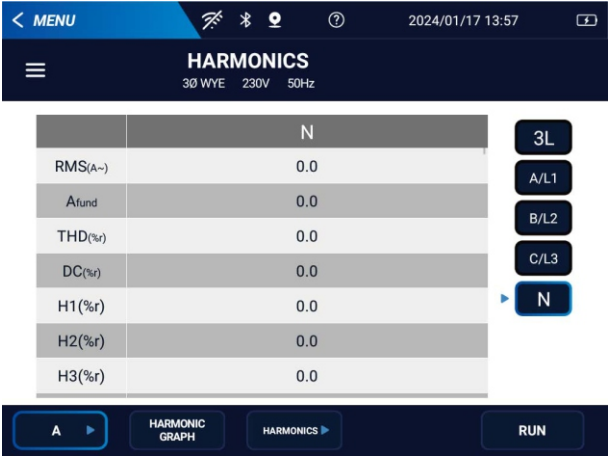 MENU
2024/01/17 13:57
HARMONICS
3Ø WYE 230V 50Hz
N
RMS(A~) 0.0
Afund 0.0
THD(%r) 0.0
DC(%r) 0.0
H1(%r) 0.0
H2(%r) 0.0
H3(%r) 0.0
3L
A/L1
B/L2
C/L3
N
A
HARMONIC
GRAPH
HARMONICS
RUN